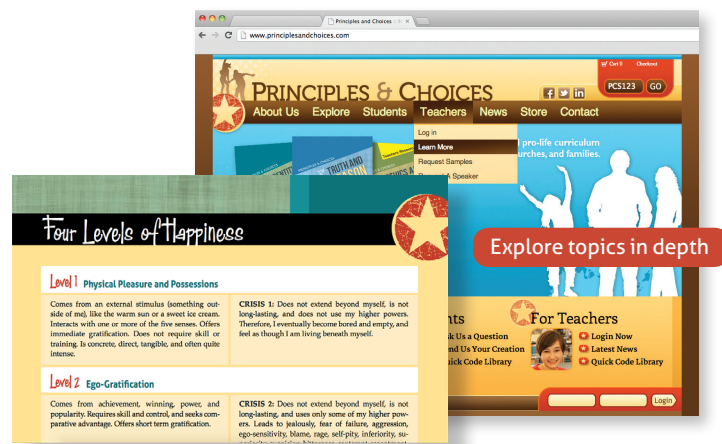 Principles and Choices
www.principlesandchoices.com
Cart 0 Checkout
PCS123 GO
PRINCIPLES & CHOICES
About Us Explore Students Teachers News Store Contact
Log in
Learn More
Request Samples
A Speaker
pro-life curriculum
urches, and families.
TRUTH AND
Explore topics in depth
For Teachers
k Us a Question
nd Us Your Creation
uick Code Library
Login Now
Latest News
Quick Code Library
Login
Four Levels of Happiness
Level 1 Physical Pleasure and Possessions
Comes from an external stimulus (something out-
side of me), like the warm sun or a sweet ice cream.
Interacts with one or more of the five senses. Offers
immediate gratification. Does not require skill or
training. Is concrete, direct, tangible, and often quite
intense.
CRISIS 1: Does not extend beyond myself, is not
long-lasting, and does not use my higher powers.
Therefore, I eventually become bored and empty, and
feel as though I am living beneath myself.
Level 2 Ego-Gratification
Comes from achievement, winning, power, and
popularity. Requires skill and control, and seeks com-
parative advantage. Offers short term gratification.
CRISIS 2: Does not extend beyond myself, is not
long-lasting, and uses only some of my higher pow-
ers. Leads to jealously, fear of failure, aggression,
ego-sensitivity, blame, rage, self-pity, inferiority, su-